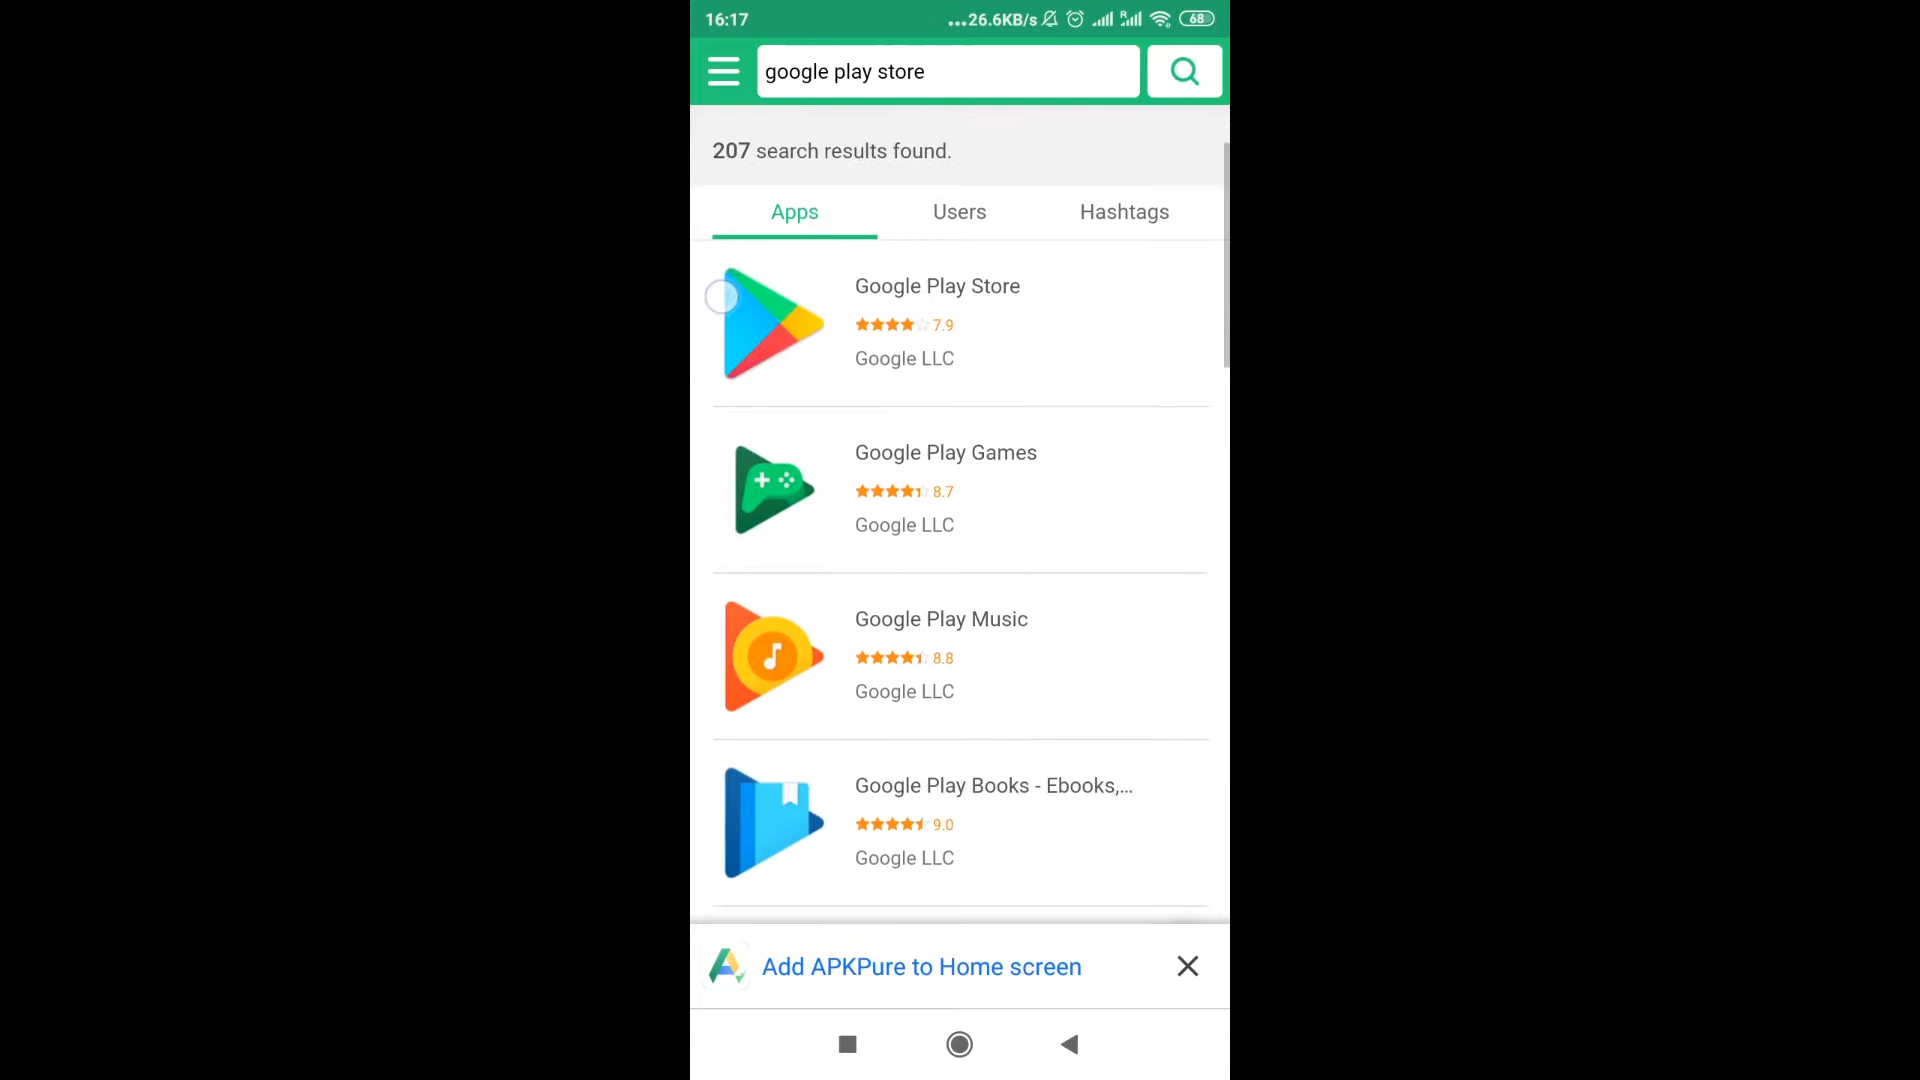 16:17
...26.6KB/s
R
68
google play store
207 search results found.
Apps
Users
Hashtags
Google Play Store
7.9
Google LLC
Google Play Games
8.7
Google LLC
Google Play Music
8.8
Google LLC
Google Play Books - Ebooks,...
9.0
Google LLC
Add APKPure to Home screen